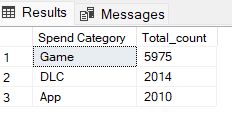 Results Messages
Spend Category Total_count
1 Game 5975
2 DLC 2014
3 App 2010